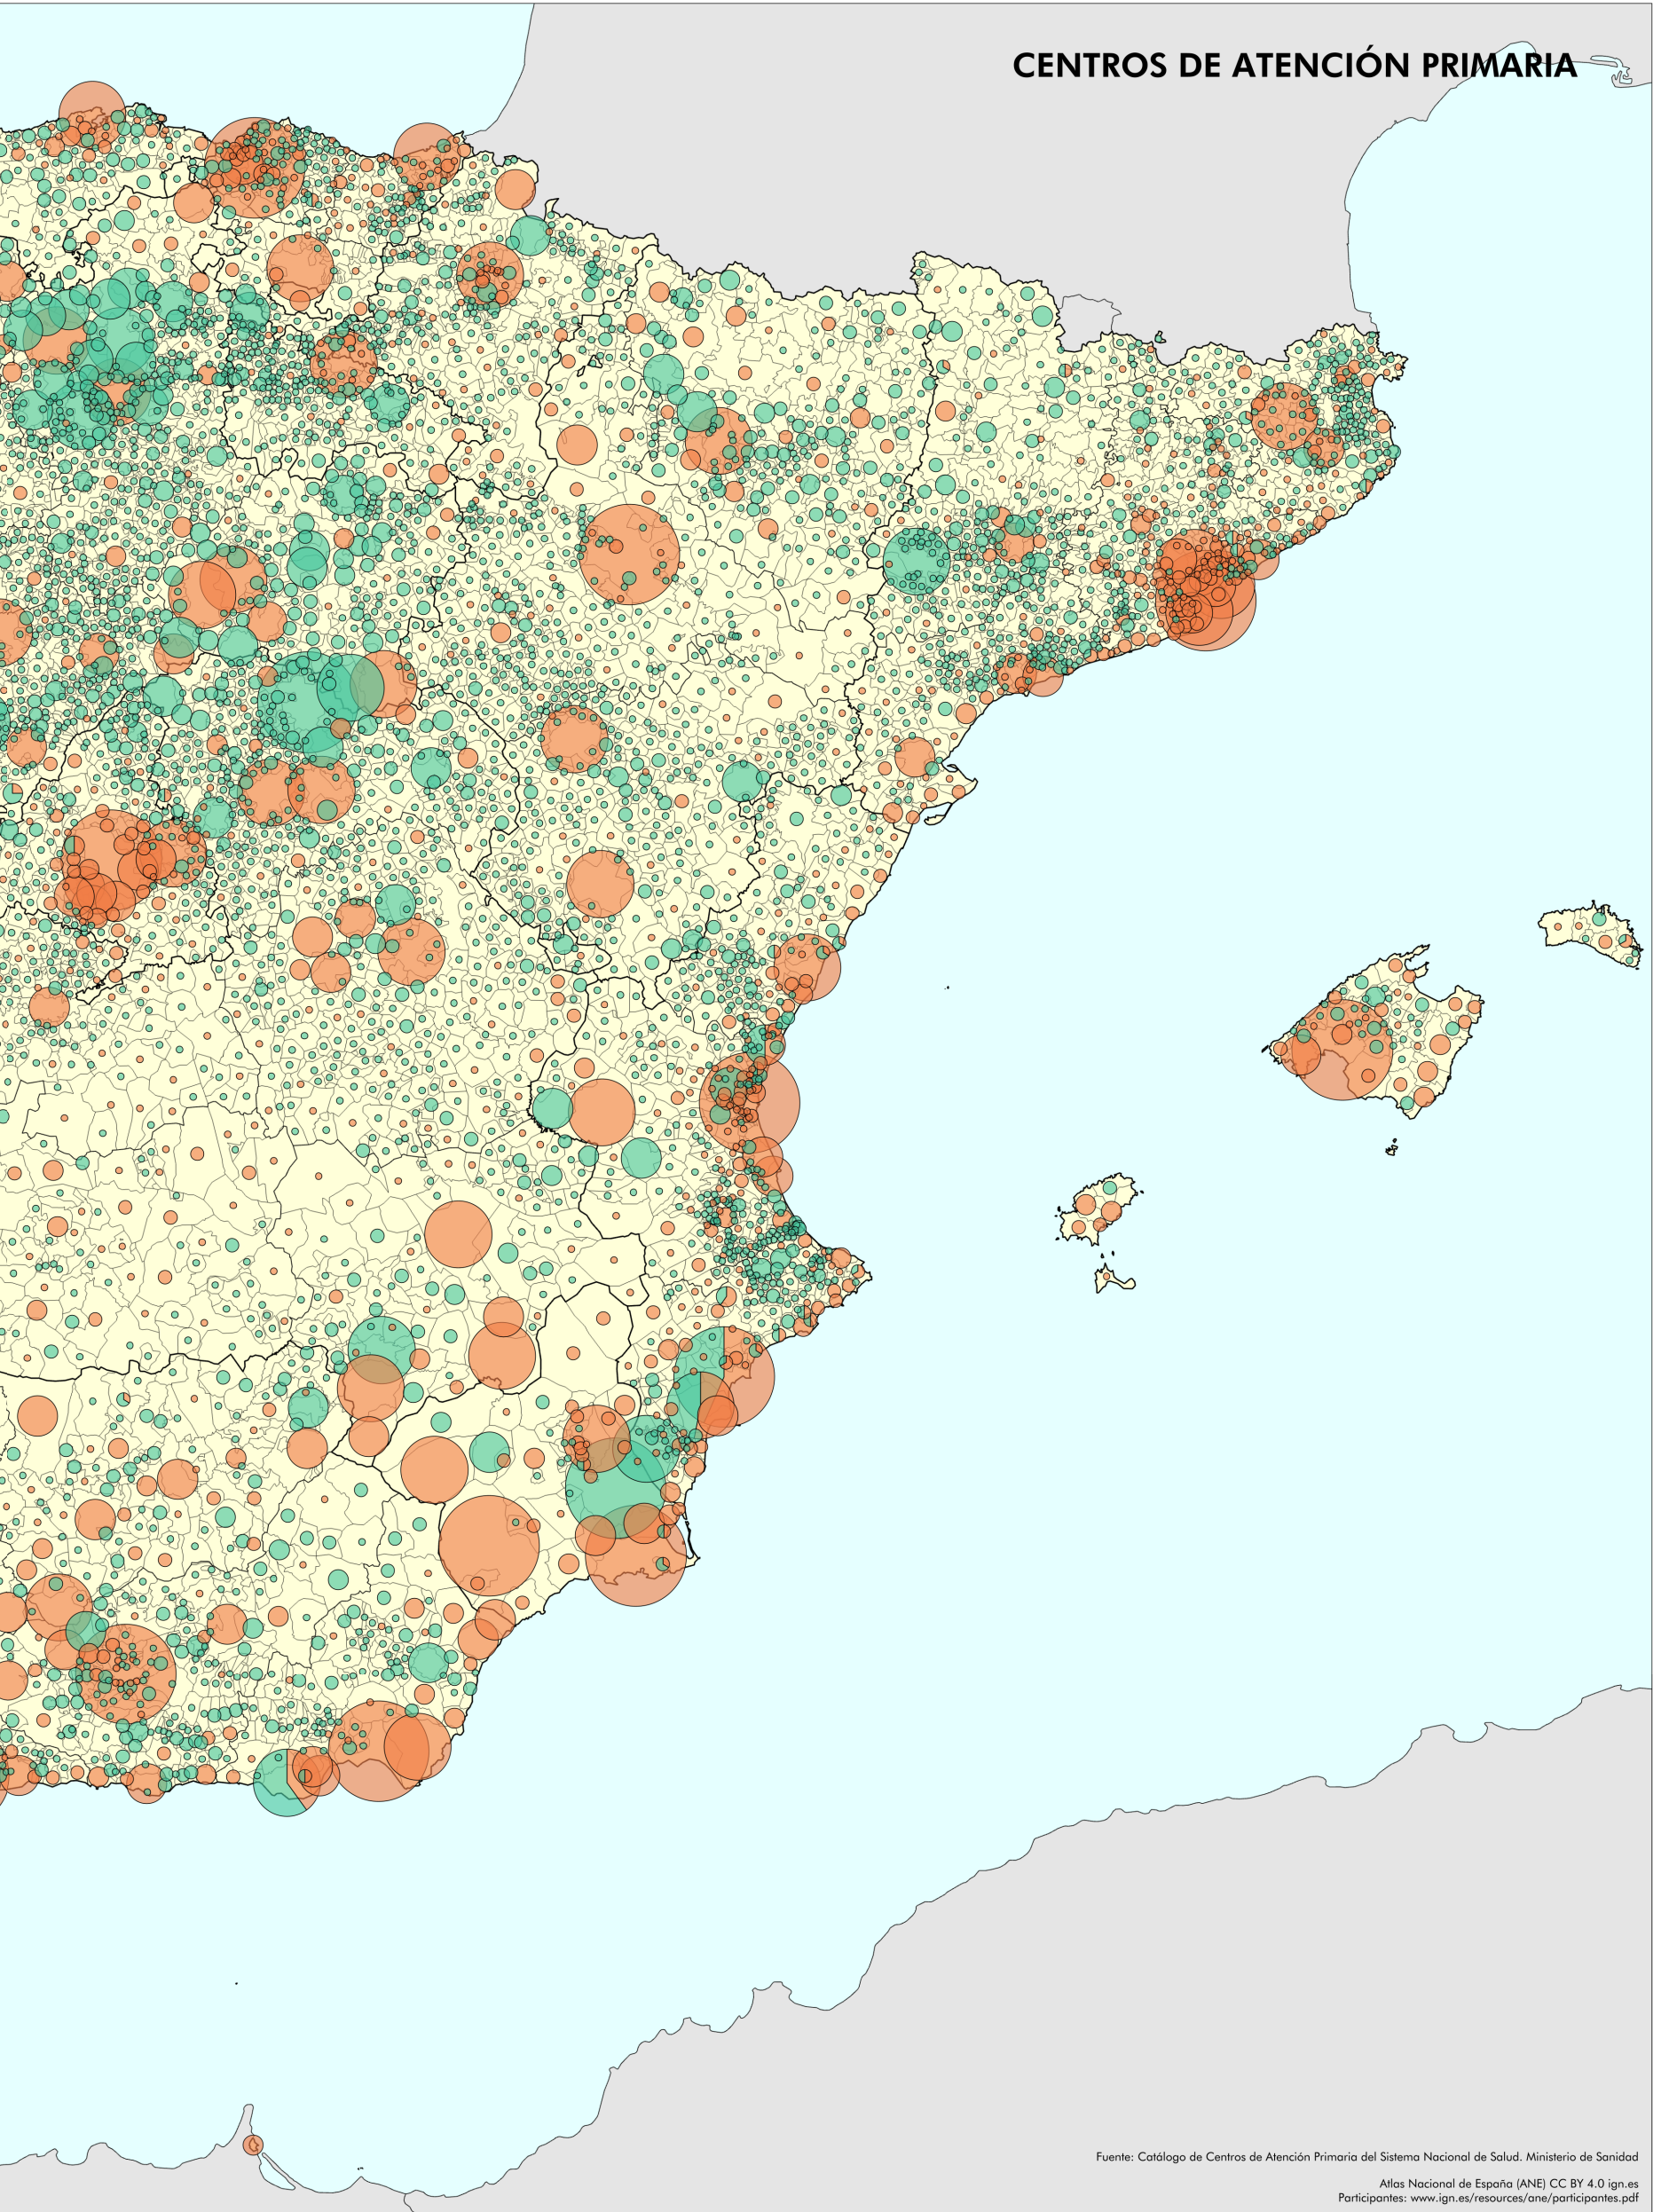 CENTROS DE ATENCIÓN PRIMARIA
Fuente: Catálogo de Centros de Atención Primaria del Sistema Nacional de Salud. Ministerio de Sanidad
Atlas Nacional de España (ANE) CC BY 4.0 ign.es
Participantes: www.ign.es/resources/ane/participantes.pdf